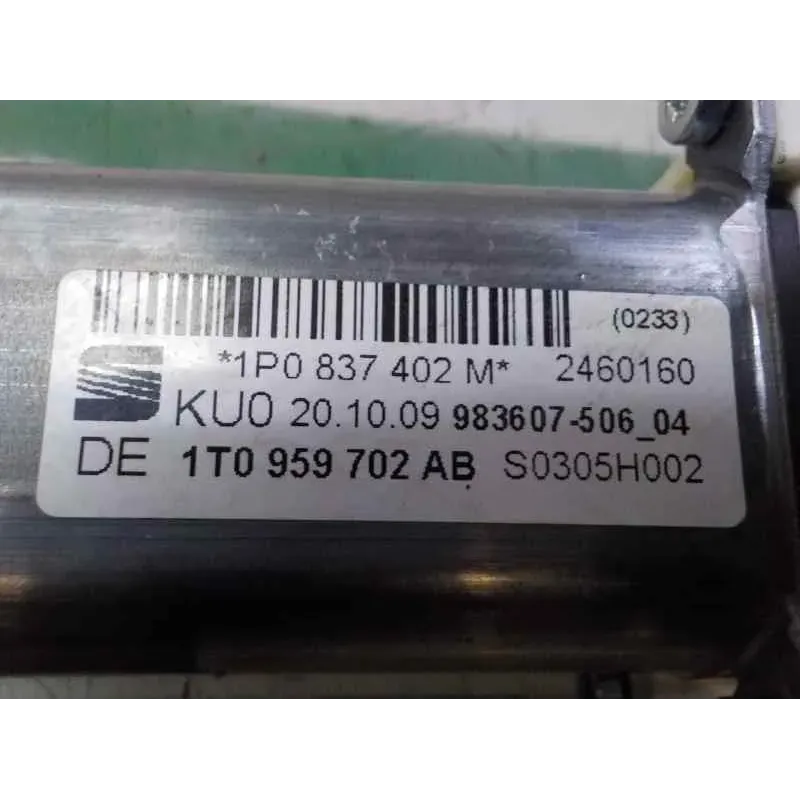 (0233)
*1P0 837 402 M* 2460160
KU0 20.10.09 983607-506_04
DE 1T0 959 702 AB S0305H002